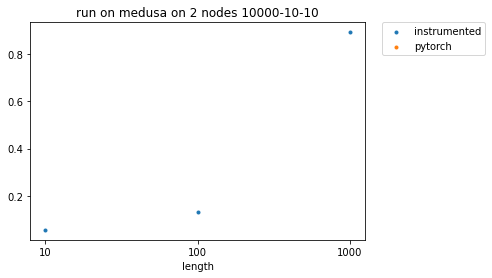 run on medusa on 2 nodes 10000-10-10
instrumented
pytorch
0.8
0.6
0.4
0.2
10 100 1000
length